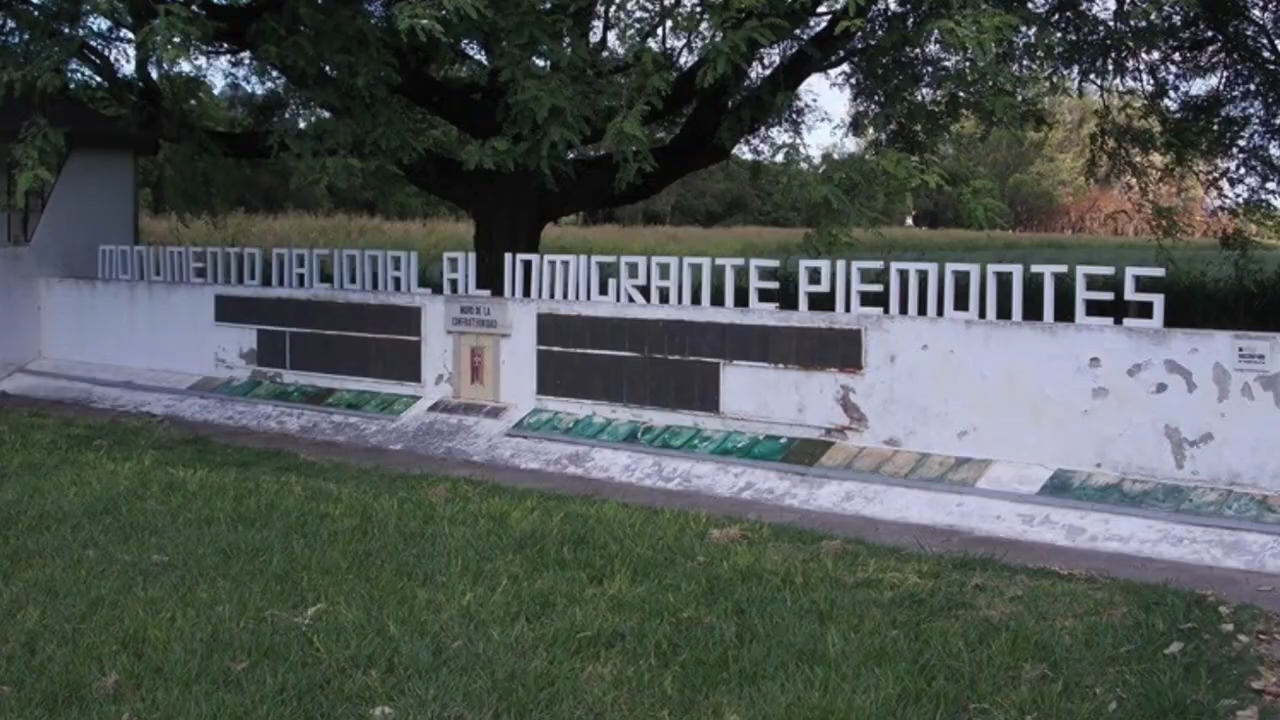 MONUMENTO NACIONAL AL INMIGRANTE PIEMONTES
MURO DE LA
CONFRATERNIDAD